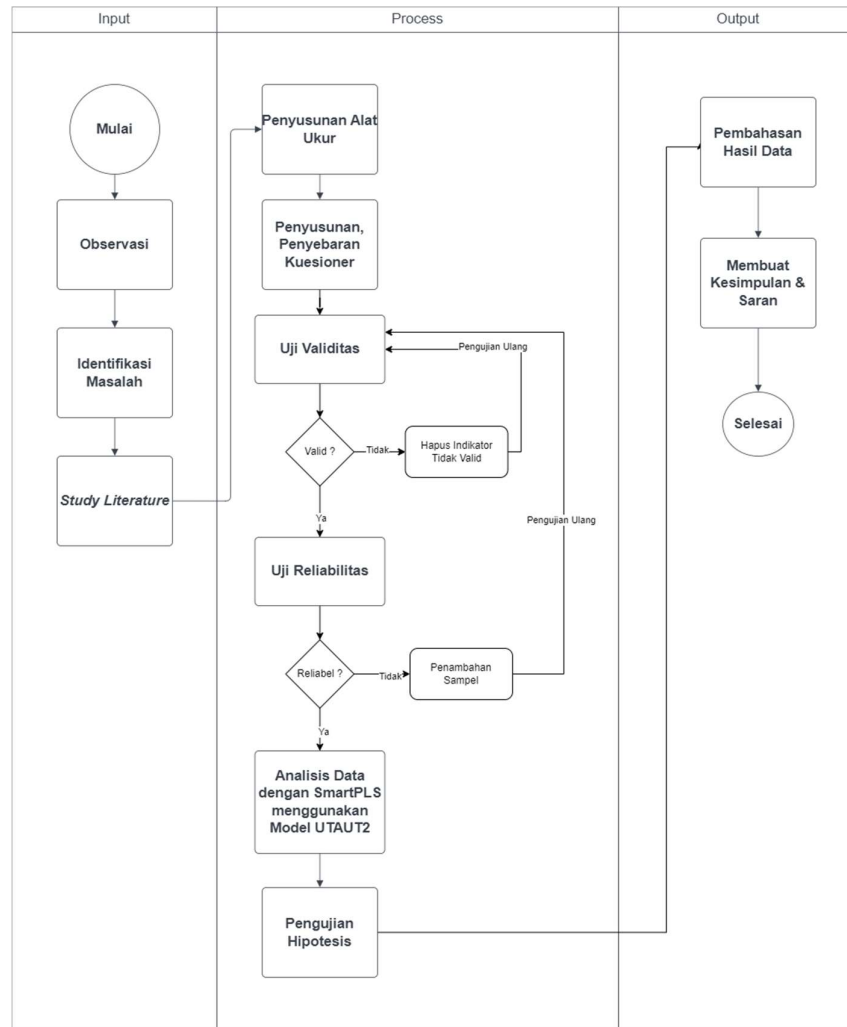 Input
Process
Output
Mulai
Observasi
Identifikasi
Masalah
Study Literature
Penyusunan Alat
Ukur
Penyusunan,
Penyebaran
Kuesioner
Uji Validitas
Pengujian Ulang
Valid ?
Tidak
Hapus Indikator
Tidak Valid
Ya
Pengujian Ulang
Uji Reliabilitas
Reliabel ?
Tidak
Penambahan
Sampel
Ya
Analisis Data
dengan SmartPLS
menggunakan
Model UTAUT2
Pengujian
Hipotesis
Pembahasan
Hasil Data
Membuat
Kesimpulan &
Saran
Selesai